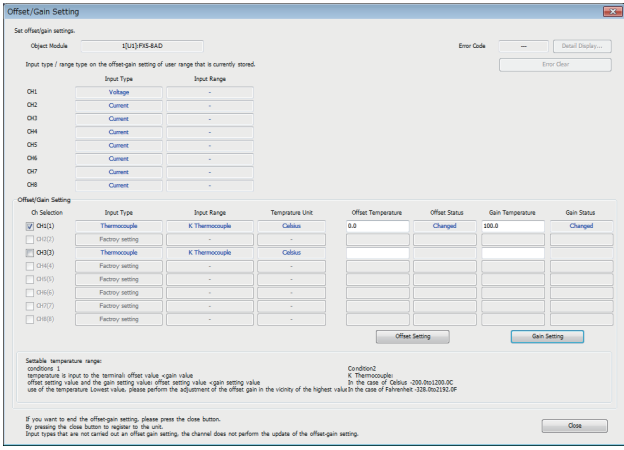 Offset/Gain Setting
Set offset/gain settings.
Object Module 1[U1]:FX5-8AD Error Code --- Detail Display...
Input type / range type on the offset-gain setting of user range that is currently stored. Error Clear
Input Type Input Range
CH1 Voltage -
CH2 Current -
CH3 Current -
CH4 Current -
CH5 Current -
CH6 Current -
CH7 Current -
CH8 Current -
Offset/Gain Setting
Ch Selection Input Type Input Range Temprature Unit Offset Temperature Offset Status Gain Temperature Gain Status
CH1(1) Thermocouple K Thermocouple Celsius 0.0 Changed 100.0 Changed
CH2(2) Factroy setting - -
CH3(3) Thermocouple K Thermocouple Celsius
CH4(4) Factroy setting - -
CH5(5) Factroy setting - -
CH6(6) Factroy setting - -
CH7(7) Factroy setting - -
CH8(8) Factroy setting - -
Offset Setting Gain Setting
Settable temperature range:
conditions 1 Condition2
temperature is input to the terminal: offset value <gain value K Thermocouple:
offset setting value and the gain setting value: offset setting value <gain setting value In the case of Celsius -200.0to1200.0C
use of the temperature Lowest value, please perform the adjustment of the offset gain in the vicinity of the highest value In the case of Fahrenheit -328.0to2192.0F
If you want to end the offset-gain setting, please press the close button.
By pressing the close button to register to the unit. Close
Input types that are not carried out an offset gain setting, the channel does not perform the update of the offset-gain setting.